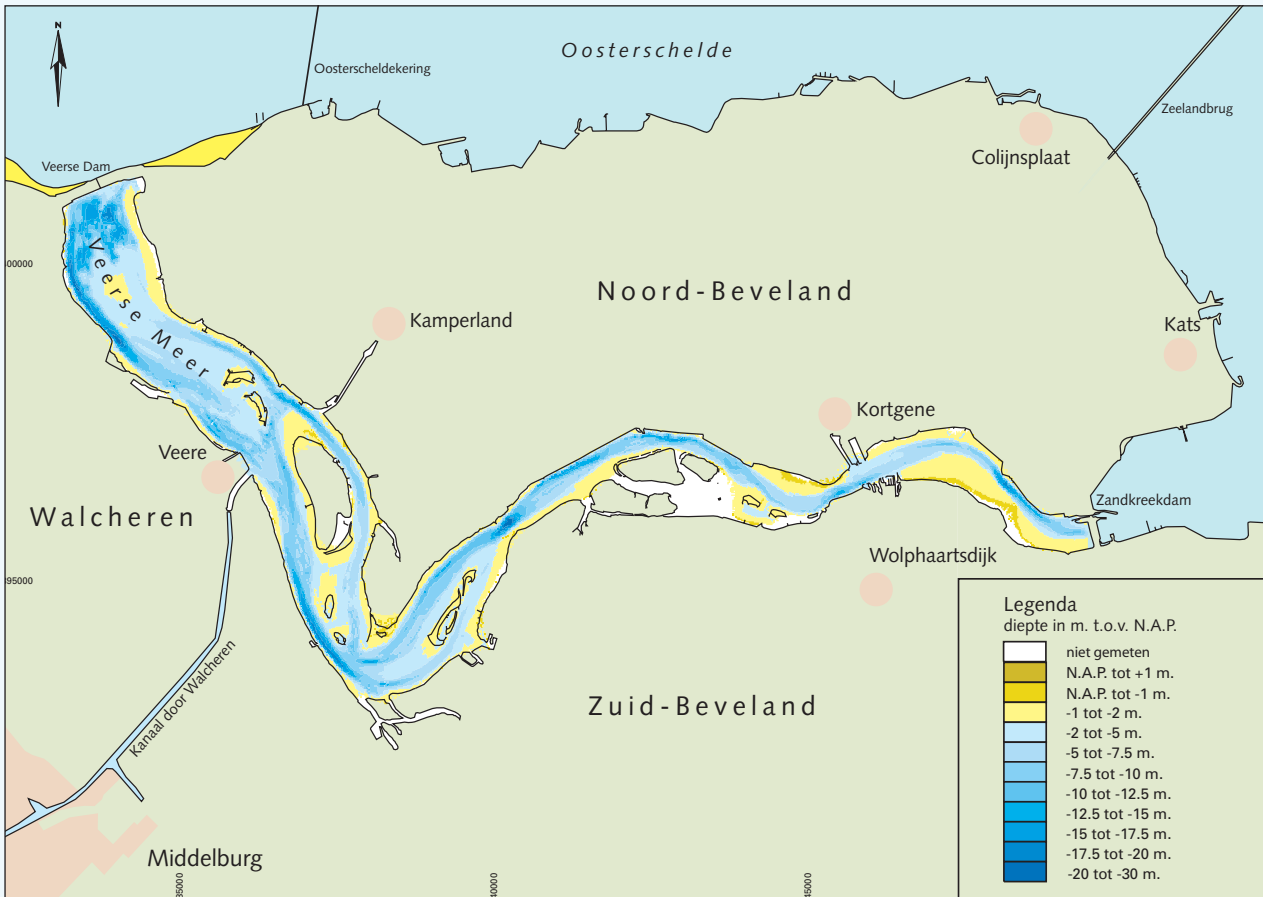 N
Oosterschelde
Oosterscheldekering
Zeelandbrug
Colijnsplaat
Veerse Dam
00000
Veerse Meer
Noord-Beveland
Kamperland
Kats
Kortgene
Veere
Zandkreekdam
Walcheren
Wolphaartsdijk
95000
Kanaal door Walcheren
Zuid-Beveland
Middelburg
35000
40000
45000
Legenda
diepte in m. t.o.v. N.A.P.
niet gemeten
N.A.P. tot +1 m.
N.A.P. tot -1 m.
-1 tot -2 m.
-2 tot -5 m.
-5 tot -7.5 m.
-7.5 tot -10 m.
-10 tot -12.5 m.
-12.5 tot -15 m.
-15 tot -17.5 m.
-17.5 tot -20 m.
-20 tot -30 m.